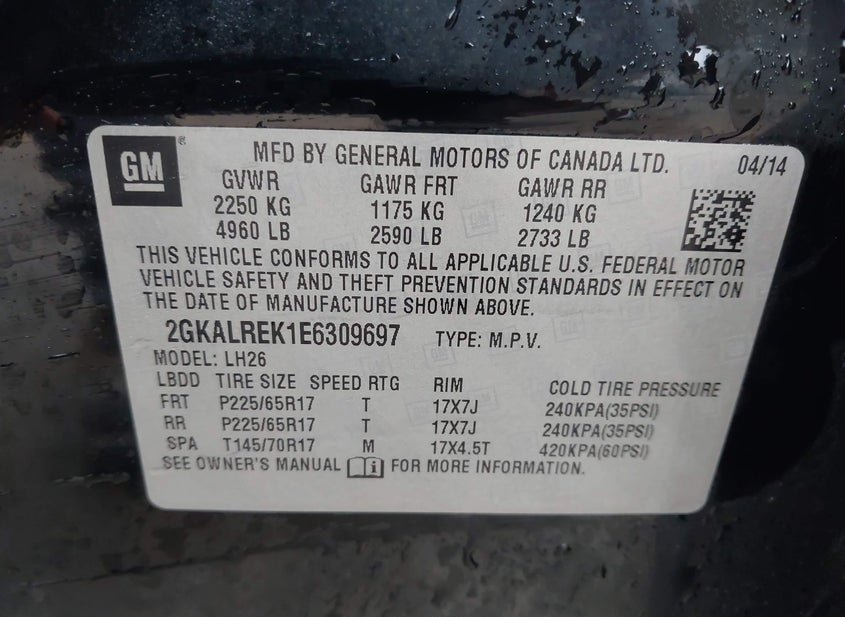 GM ® MFD BY GENERAL MOTORS OF CANADA LTD. 04/14
GVWR GAWR FRT GAWR RR
2250 KG 1175 KG 1240 KG
4960 LB 2590 LB 2733 LB
THIS VEHICLE CONFORMS TO ALL APPLICABLE U.S. FEDERAL MOTOR
VEHICLE SAFETY AND THEFT PREVENTION STANDARDS IN EFFECT ON
THE DATE OF MANUFACTURE SHOWN ABOVE.
2GKALREK1E6309697 TYPE: M.P.V.
MODEL: LH26
LBDD TIRE SIZE SPEED RTG RIM COLD TIRE PRESSURE
FRT P225/65R17 T 17X7J 240KPA(35PSI)
RR P225/65R17 T 17X7J 240KPA(35PSI)
SPA T145/70R17 M 17X4.5T 420KPA(60PSI)
SEE OWNER'S MANUAL i FOR MORE INFORMATION.